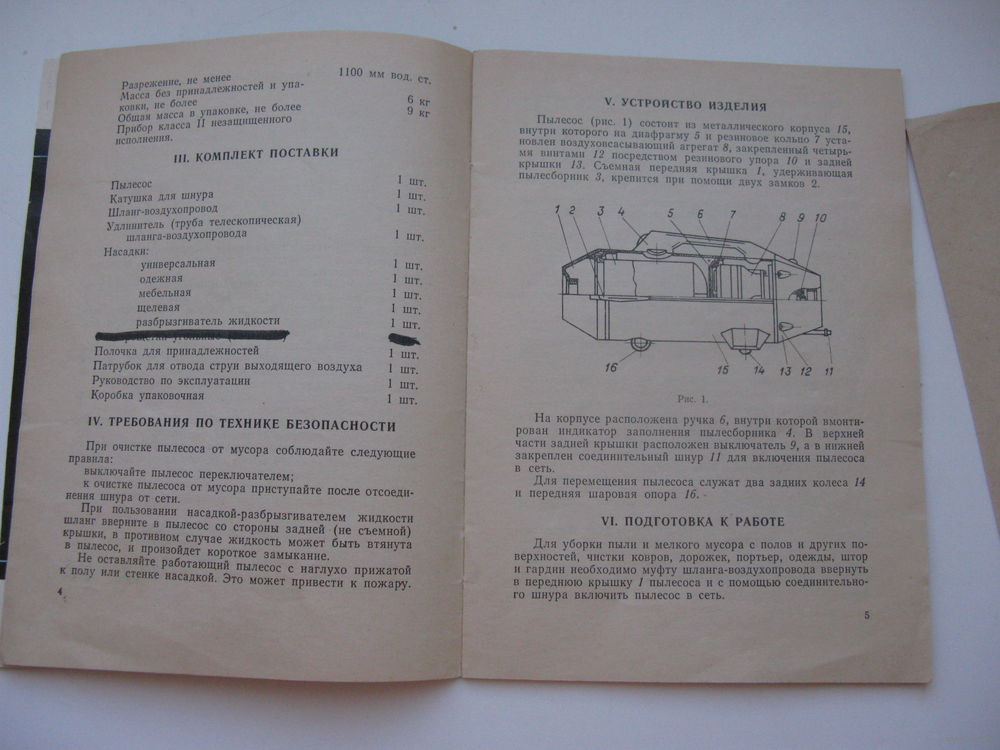 Разрежение, не менее 1100 мм вод. ст.
Масса без принадлежностей и упа-
ковки, не более 6 кг
Общая масса в упаковке, не более 9 кг
Прибор класса II незащищенного
исполнения.
III. КОМПЛЕКТ ПОСТАВКИ
Пылесос 1 шт.
Катушка для шнура 1 шт.
Шланг-воздухопровод 1 шт.
Удлинитель (труба телескопическая)
шланга-воздухопровода 1 шт.
Насадки:
универсальная 1 шт.
одежная 1 шт.
мебельная 1 шт.
щелевая 1 шт.
разбрызгиватель жидкости 1 шт.
Полочка для принадлежностей 1 шт.
Патрубок для отвода струи выходящего воздуха 1 шт.
Руководство по эксплуатации 1 шт.
Коробка упаковочная 1 шт.
IV. ТРЕБОВАНИЯ ПО ТЕХНИКЕ БЕЗОПАСНОСТИ
При очистке пылесоса от мусора соблюдайте следующие
правила:
выключайте пылесос переключателем;
к очистке пылесоса от мусора приступайте после отсоеди-
нения шнура от сети.
При пользовании насадкой-разбрызгивателем жидкости
шланг вверните в пылесос со стороны задней (не съемной)
крышки, в противном случае жидкость может быть втянута
в пылесос, и произойдет короткое замыкание.
Не оставляйте работающий пылесос с наглухо прижатой
к полу или стенке насадкой. Это может привести к пожару.
4
V. УСТРОЙСТВО ИЗДЕЛИЯ
Пылесос (рис. 1) состоит из металлического корпуса 15,
внутри которого на диафрагму 5 и резиновое кольцо 7 уста-
новлен воздуховсасывающий агрегат 8, закрепленный четырь-
мя винтами 12 посредством резинового упора 10 и задней
крышки 13. Съемная передняя крышка 1, удерживающая
пылесборник 3, крепится при помощи двух замков 2.
1 2 3 4 5 6 7 8 9 10
16 15 14 13 12 11
Рис. 1.
На корпусе расположена ручка 6, внутри которой вмонти-
рован индикатор заполнения пылесборника 4. В верхней
части задней крышки расположен выключатель 9, а в нижней
закреплен соединительный шнур 11 для включения пылесоса
в сеть.
Для перемещения пылесоса служат два задних колеса 14
и передняя шаровая опора 16.
VI. ПОДГОТОВКА К РАБОТЕ
Для уборки пыли и мелкого мусора с полов и других по-
верхностей, чистки ковров, дорожек, портьер, одежды, штор
и гардин необходимо муфту шланга-воздухопровода ввернуть
в переднюю крышку 1 пылесоса и с помощью соединительно-
го шнура включить пылесос в сеть.
5